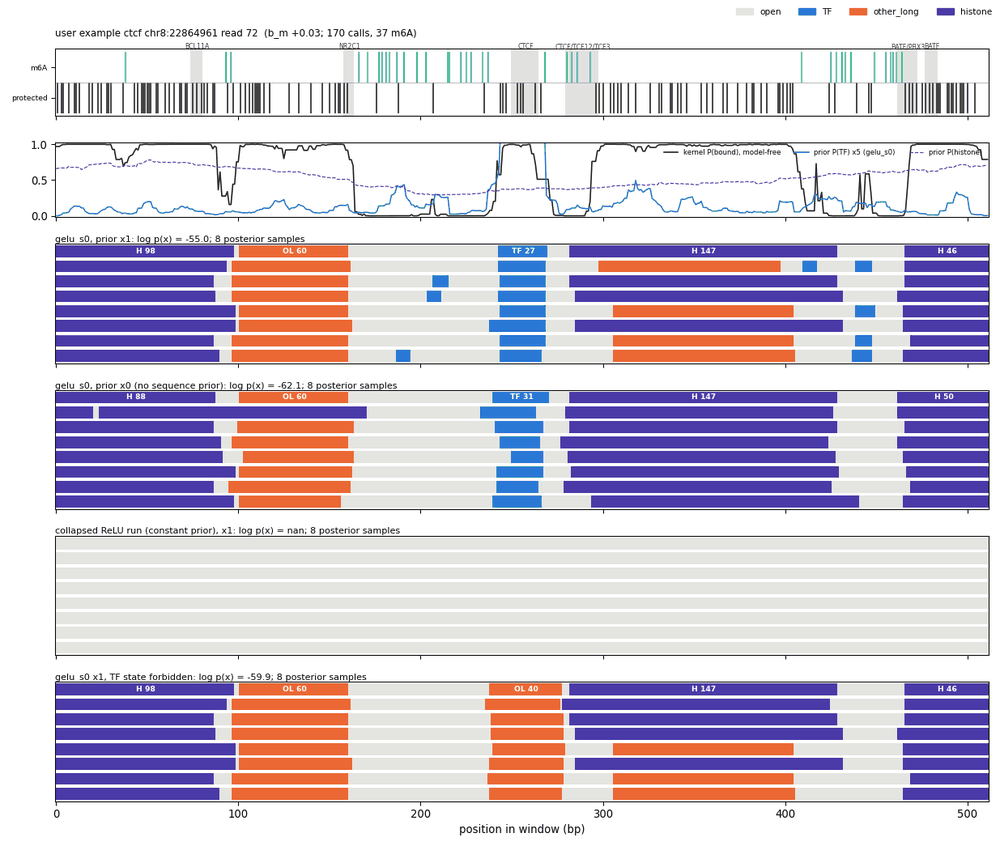 open TF other_long histone
user example ctcf chr8:22864961 read 72 (b_m +0.03; 170 calls, 37 m6A)
BCL11A NR2C1 CTCF CTCF/TCF12/TCF3 BATF
m6A
protected
1.0
kernel P(bound), model-free prior P(TF) x5 (gelu_s0) prior P(histone)
0.5
0.0
gelu_s0, prior x1: log p(x) = -55.0; 8 posterior samples
H 98 OL 60 TF 27 H 147 H 46
gelu_s0, prior x0 (no sequence prior): log p(x) = -62.1; 8 posterior samples
H 88 OL 60 TF 31 H 147 H 50
collapsed ReLU run (constant prior), x1: log p(x) = nan; 8 posterior samples
gelu_s0 x1, TF state forbidden: log p(x) = -59.9; 8 posterior samples
H 98 OL 60 OL 40 H 147 H 46
0 100 200 300 400 500
position in window (bp)